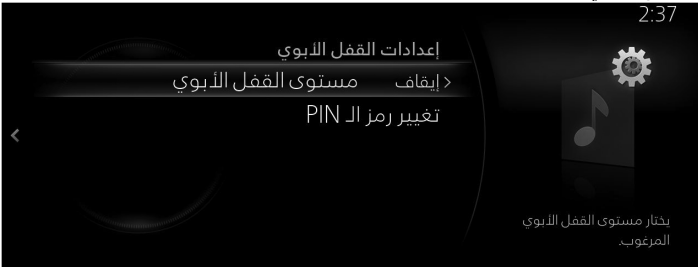 2:37
إعدادات القفل الأبوي
مستوى القفل الأبوي إيقاف
تغيير رمز الـ PIN
يختار مستوى القفل الأبوي
المرغوب.